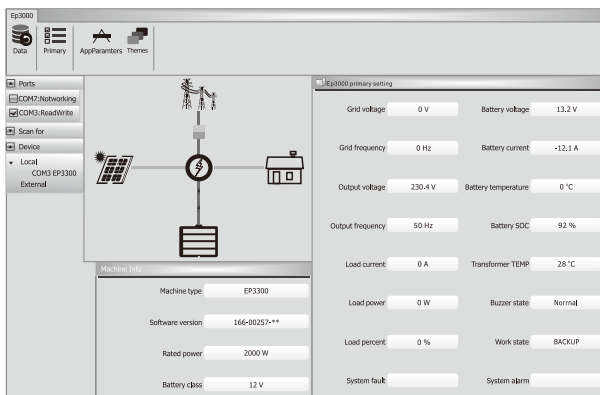 Ep3000
Data
Primary
AppParamters
Themes
Ports
COM7:Notworking
COM3:ReadWrite
Scan for
Device
Local
COM3 EP3300
External
Machine Info
Machine type EP3300
Software version 166-00257-**
Rated power 2000 W
Battery class 12 V
Ep3000 primary setting
Grid voltage 0 V Battery voltage 13.2 V
Grid frequency 0 Hz Battery current -12.1 A
Output voltage 230.4 V Battery temperature 0 °C
Output frequency 50 Hz Battery SOC 92 %
Load current 0 A Transformer TEMP 28 °C
Load power 0 W Buzzer state Norrnal
Load percent 0 % Work state BACKUP
System fault System alarm